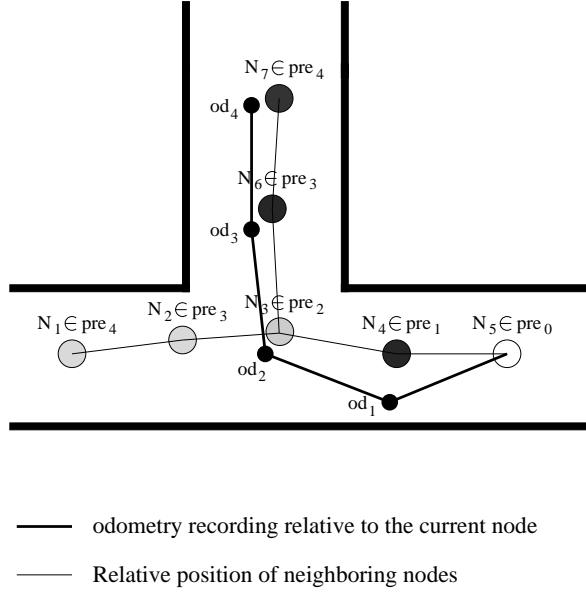 N₇∈ pre₄
od₄
N₆∈ pre₃
od₃
N₁∈ pre₄
N₂∈ pre₃
N₃∈ pre₂
N₄∈ pre₁
N₅∈ pre₀
od₂
od₁
odometry recording relative to the current node
Relative position of neighboring nodes